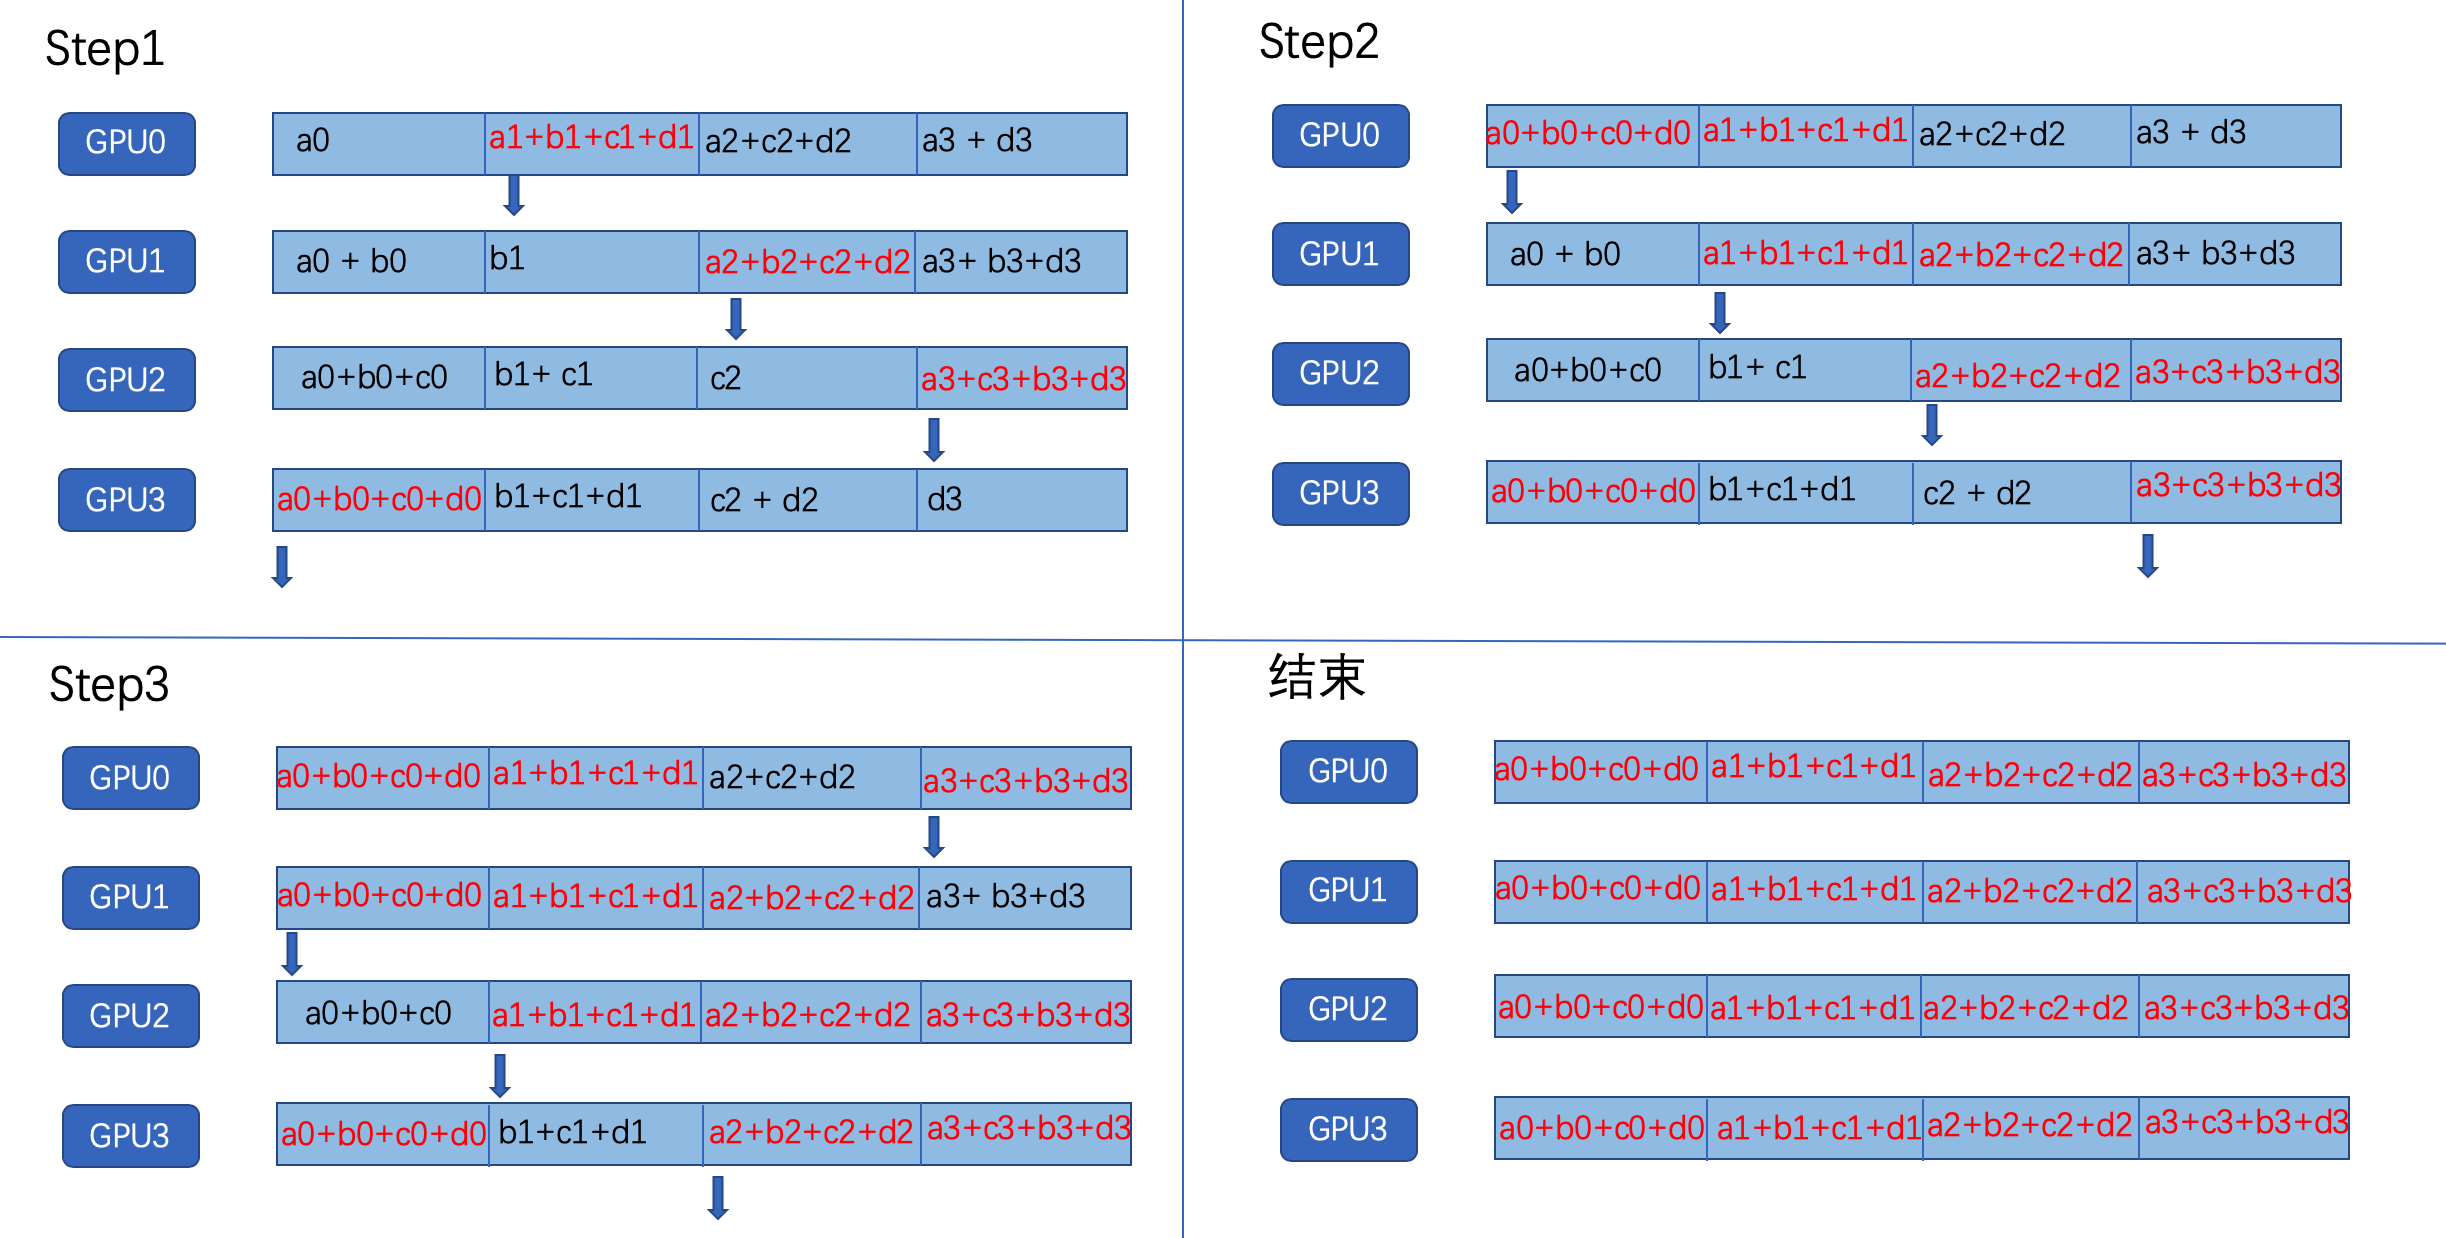 Step1
GPU0 a0 a1+b1+c1+d1 a2+c2+d2 a3 + d3
GPU1 a0 + b0 b1 a2+b2+c2+d2 a3+ b3+d3
GPU2 a0+b0+c0 b1+ c1 c2 a3+c3+b3+d3
GPU3 a0+b0+c0+d0 b1+c1+d1 c2 + d2 d3
Step2
GPU0 a0+b0+c0+d0 a1+b1+c1+d1 a2+c2+d2 a3 + d3
GPU1 a0 + b0 a1+b1+c1+d1 a2+b2+c2+d2 a3+ b3+d3
GPU2 a0+b0+c0 b1+ c1 a2+b2+c2+d2 a3+c3+b3+d3
GPU3 a0+b0+c0+d0 b1+c1+d1 c2 + d2 a3+c3+b3+d3
Step3
GPU0 a0+b0+c0+d0 a1+b1+c1+d1 a2+c2+d2 a3+c3+b3+d3
GPU1 a0+b0+c0+d0 a1+b1+c1+d1 a2+b2+c2+d2 a3+ b3+d3
GPU2 a0+b0+c0 a1+b1+c1+d1 a2+b2+c2+d2 a3+c3+b3+d3
GPU3 a0+b0+c0+d0 b1+c1+d1 a2+b2+c2+d2 a3+c3+b3+d3
结束
GPU0 a0+b0+c0+d0 a1+b1+c1+d1 a2+b2+c2+d2 a3+c3+b3+d3
GPU1 a0+b0+c0+d0 a1+b1+c1+d1 a2+b2+c2+d2 a3+c3+b3+d3
GPU2 a0+b0+c0+d0 a1+b1+c1+d1 a2+b2+c2+d2 a3+c3+b3+d3
GPU3 a0+b0+c0+d0 a1+b1+c1+d1 a2+b2+c2+d2 a3+c3+b3+d3